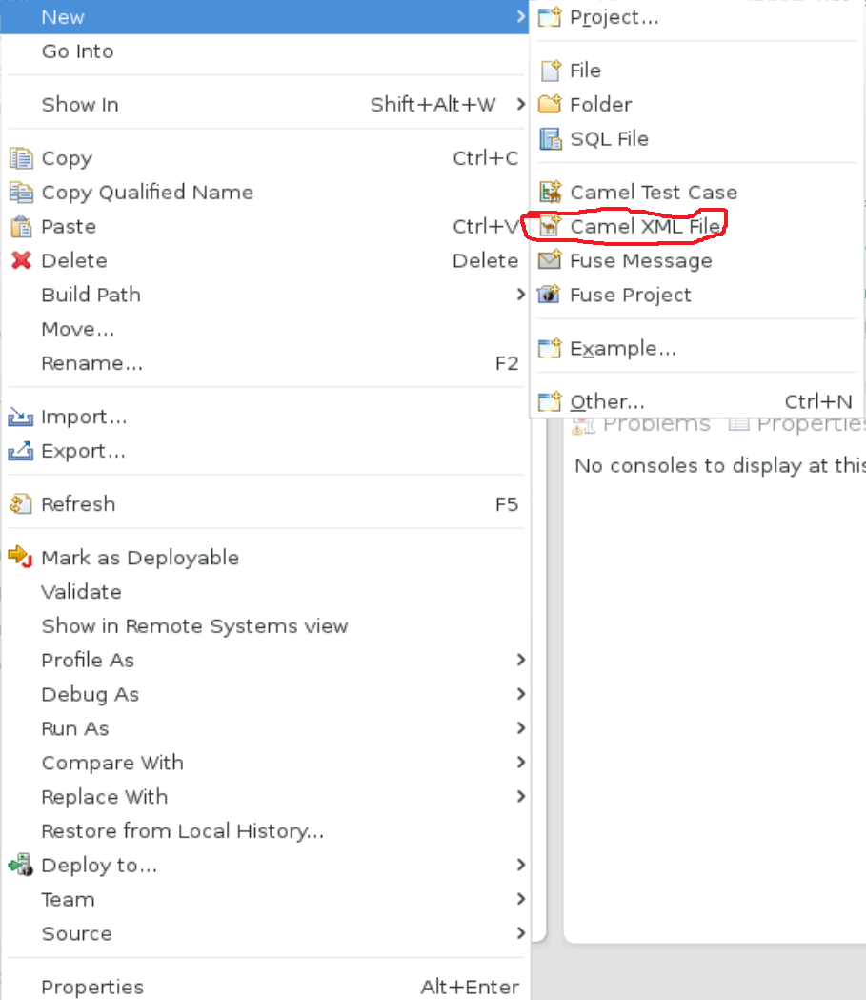 New
Go Into
Show In Shift+Alt+W
Copy Ctrl+C
Copy Qualified Name
Paste Ctrl+V
Delete Delete
Build Path
Move...
Rename... F2
Import...
Export...
Refresh F5
Mark as Deployable
Validate
Show in Remote Systems view
Profile As
Debug As
Run As
Compare With
Replace With
Restore from Local History...
Deploy to...
Team
Source
Properties Alt+Enter
Project...
File
Folder
SQL File
Camel Test Case
Camel XML File
Fuse Message
Fuse Project
Example...
Other... Ctrl+N
Problems Properties
No consoles to display at this